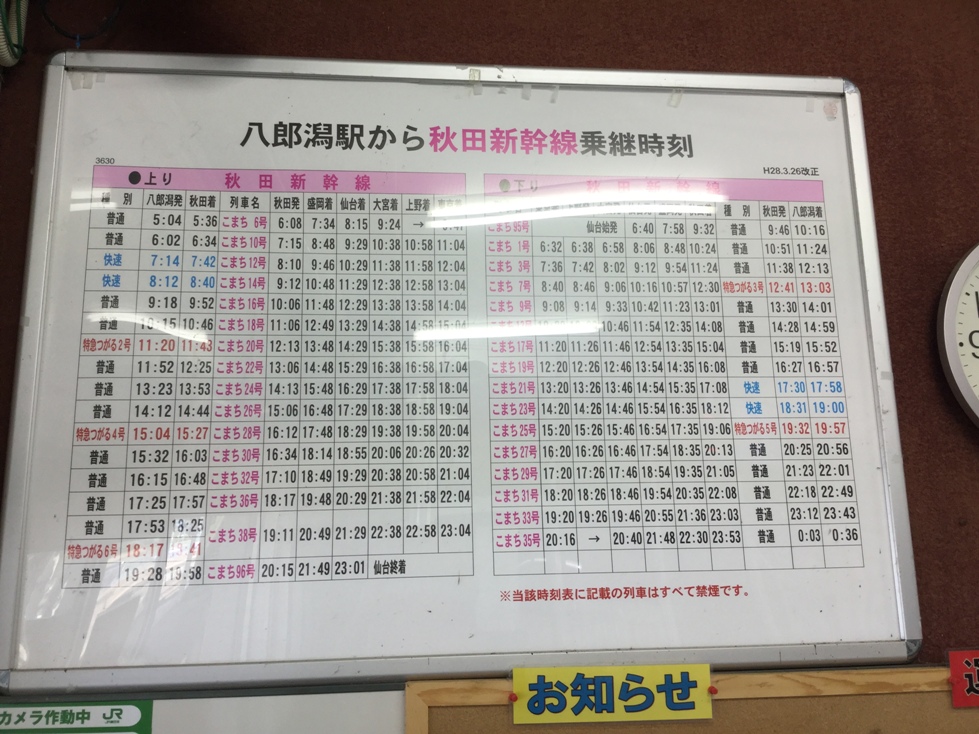 八郎潟駅から秋田新幹線乗継時刻
3630
H28.3.26改正
●上り 秋田新幹線
種別 八郎潟発 秋田着 列車名 秋田発 盛岡着 仙台着 大宮着 上野着
普通 5:04 5:36 こまち 6号 6:08 7:34 8:15 9:24 →
普通 6:02 6:34 こまち10号 7:15 8:48 9:29 10:38 10:58 11:04
快速 7:14 7:42 こまち12号 8:10 9:46 10:29 11:38 11:58 12:04
快速 8:12 8:40 こまち14号 9:12 10:48 11:29 12:38 12:58 13:04
普通 9:18 9:52 こまち16号 10:06 11:48 12:29 13:38 13:58 14:04
普通 10:15 10:46 こまち18号 11:06 12:49 13:29 14:38 14:58 15:04
特急つがる2号 11:20 11:43 こまち20号 12:13 13:48 14:29 15:38 15:58 16:04
普通 11:52 12:25 こまち22号 13:06 14:48 15:29 16:38 16:58 17:04
普通 13:23 13:53 こまち24号 14:13 15:48 16:29 17:38 17:58 18:04
普通 14:12 14:44 こまち26号 15:06 16:48 17:29 18:38 18:58 19:04
特急つがる4号 15:04 15:27 こまち28号 16:12 17:48 18:29 19:38 19:58 20:04
普通 15:32 16:03 こまち30号 16:34 18:14 18:55 20:06 20:26 20:32
普通 16:15 16:48 こまち32号 17:10 18:49 19:29 20:38 20:58 21:04
普通 17:25 17:57 こまち36号 18:17 19:48 20:29 21:38 21:58 22:04
普通 17:53 18:25 こまち38号 19:11 20:49 21:29 22:38 22:58 23:04
特急つがる6号 18:17 18:41
普通 19:28 19:58 こまち96号 20:15 21:49 23:01 仙台終着
●下り 秋田新幹線
種別 秋田発 八郎潟着
こまち95号 仙台始発 6:40 7:58 9:32 普通 9:46 10:16
こまち 1号 6:32 6:38 6:58 8:06 8:48 10:24 普通 10:51 11:24
こまち 3号 7:36 7:42 8:02 9:12 9:54 11:24 普通 11:38 12:13
こまち 7号 8:40 8:46 9:06 10:16 10:57 12:30 特急つがる3号 12:41 13:03
こまち 9号 9:08 9:14 9:33 10:42 11:23 13:01 普通 13:30 14:01
10:46 11:54 12:35 14:08 普通 14:28 14:59
こまち17号 11:20 11:26 11:46 12:54 13:35 15:04 普通 15:19 15:52
こまち19号 12:20 12:26 12:46 13:54 14:35 16:08 普通 16:27 16:57
こまち21号 13:20 13:26 13:46 14:54 15:35 17:08 快速 17:30 17:58
こまち23号 14:20 14:26 14:46 15:54 16:35 18:12 快速 18:31 19:00
こまち25号 15:20 15:26 15:46 16:54 17:35 19:06 特急つがる5号 19:32 19:57
こまち27号 16:20 16:26 16:46 17:54 18:35 20:13 普通 20:25 20:56
こまち29号 17:20 17:26 17:46 18:54 19:35 21:05 普通 21:23 22:01
こまち31号 18:20 18:26 18:46 19:54 20:35 22:08 普通 22:18 22:49
こまち33号 19:20 19:26 19:46 20:55 21:36 23:03 普通 23:12 23:43
こまち35号 20:16 → 20:40 21:48 22:30 23:53 普通 0:03 0:36
※当該時刻表に記載の列車はすべて禁煙です。
お知らせ
カメラ作動中 JR